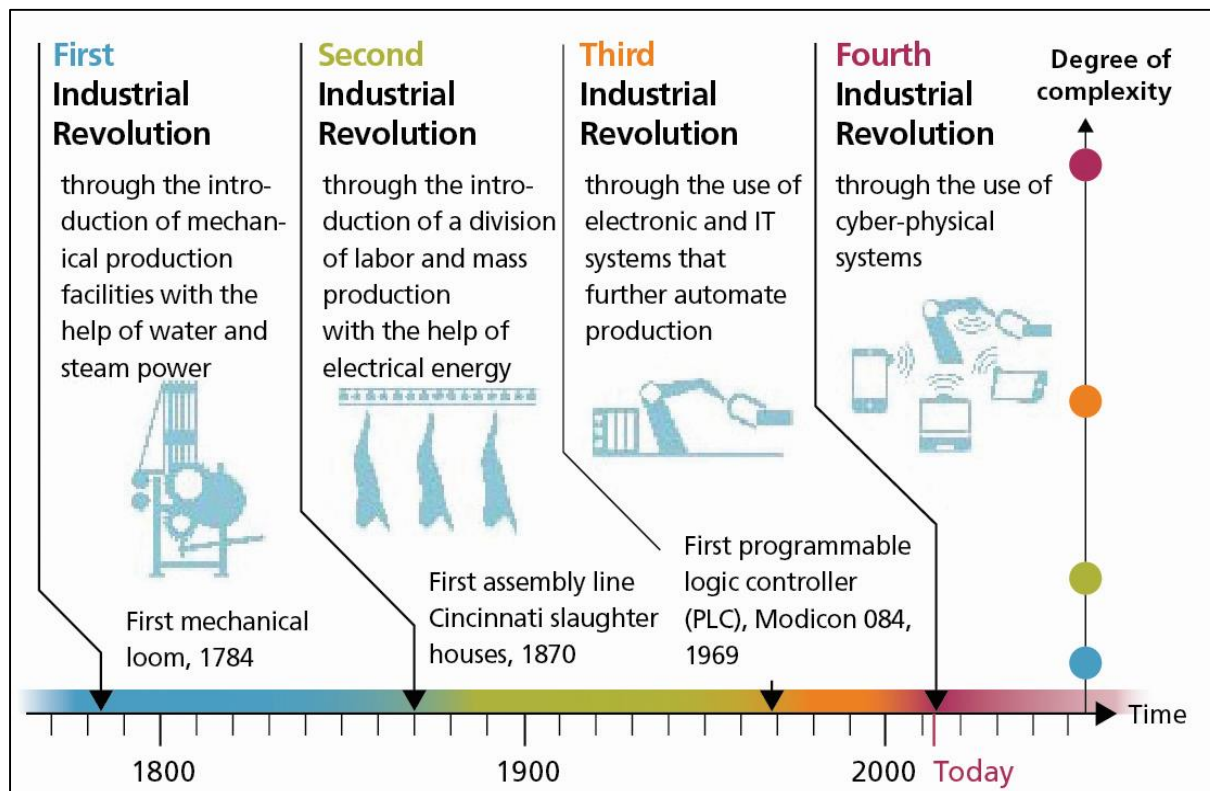 First
Industrial
Revolution
through the intro-
duction of mechan-
ical production
facilities with the
help of water and
steam power
First mechanical
loom, 1784
Second
Industrial
Revolution
through the intro-
duction of a division
of labor and mass
production
with the help of
electrical energy
First assembly line
Cincinnati slaughter
houses, 1870
Third
Industrial
Revolution
through the use of
electronic and IT
systems that
further automate
production
First programmable
logic controller
(PLC), Modicon 084,
1969
Fourth
Industrial
Revolution
through the use of
cyber-physical
systems
Degree of
complexity
Time
1800
1900
2000
Today